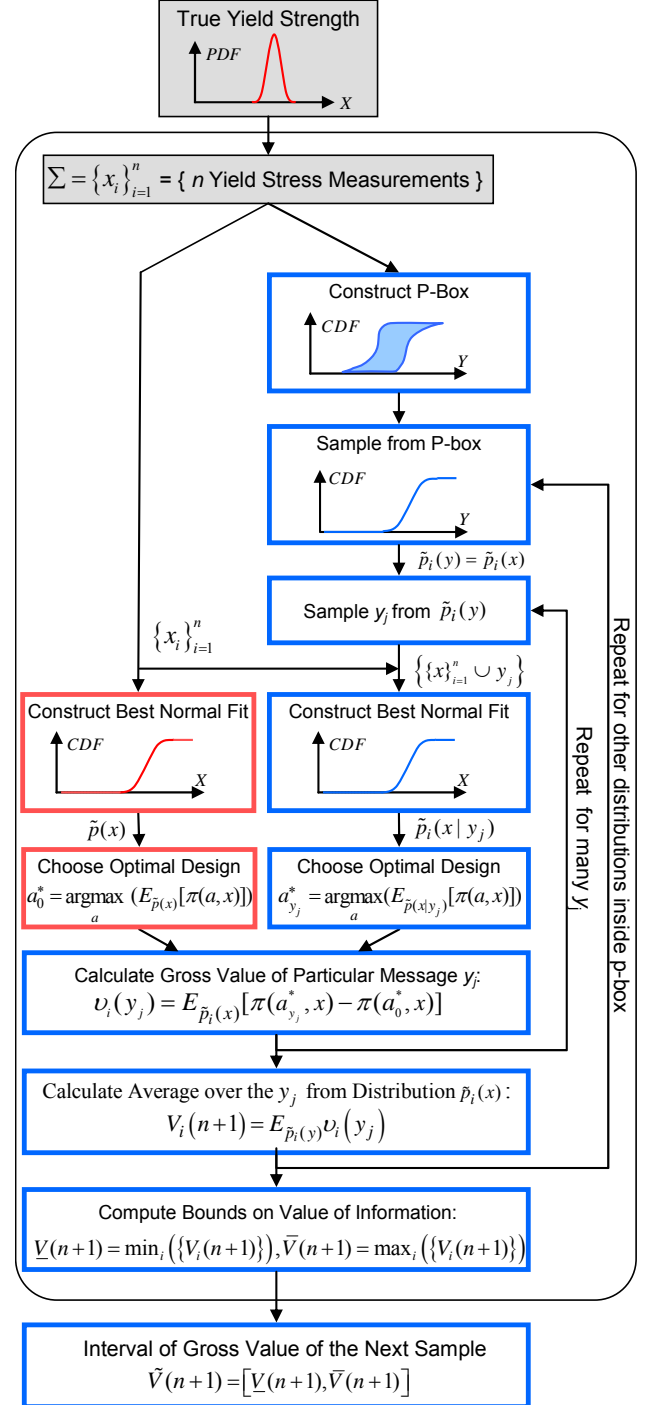 True Yield Strength
PDF
X
∑ = {x_i}_{i=1}^n = { n Yield Stress Measurements }
Construct P-Box
CDF
Y
Sample from P-box
CDF
Y
p̃_i(y) = p̃_i(x)
Sample y_j from p̃_i(y)
{x_i}_{i=1}^n
{{x}_{i=1}^n ∪ y_j}
Construct Best Normal Fit
CDF
X
p̃(x)
Construct Best Normal Fit
CDF
X
p̃_i(x | y_j)
Choose Optimal Design
a_0^* = argmax_a (E_{p̃(x)}[π(a,x)])
Choose Optimal Design
a_{y_j}^* = argmax_a (E_{p̃(x|y_j)}[π(a,x)])
Calculate Gross Value of Particular Message y_j:
υ_i(y_j) = E_{p̃_i(x)}[π(a_{y_j}^*, x) − π(a_0^*, x)]
Calculate Average over the y_j from Distribution p̃_i(x):
V_i(n+1) = E_{p̃_i(y)} υ_i(y_j)
Compute Bounds on Value of Information:
V̲(n+1) = min_i({V_i(n+1)}), V̄(n+1) = max_i({V_i(n+1)})
Interval of Gross Value of the Next Sample
Ṽ(n+1) = [V̲(n+1), V̄(n+1)]
Repeat for many y_j
Repeat for other distributions inside p-box